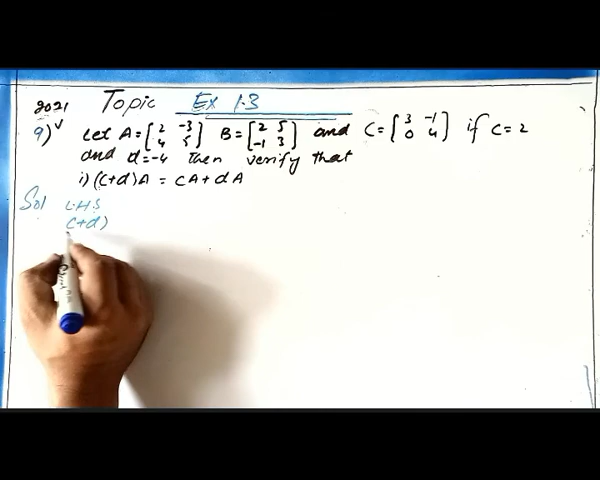 2021 Topic Ex 1.3
9) Let A = [2 -3 4 5] B = [2 5 -1 3] and C = [3 -1 0 4] if C = 2
and d = -4 then verify that
i) (C+d)A = CA + dA
Sol L.H.S
(C+d)